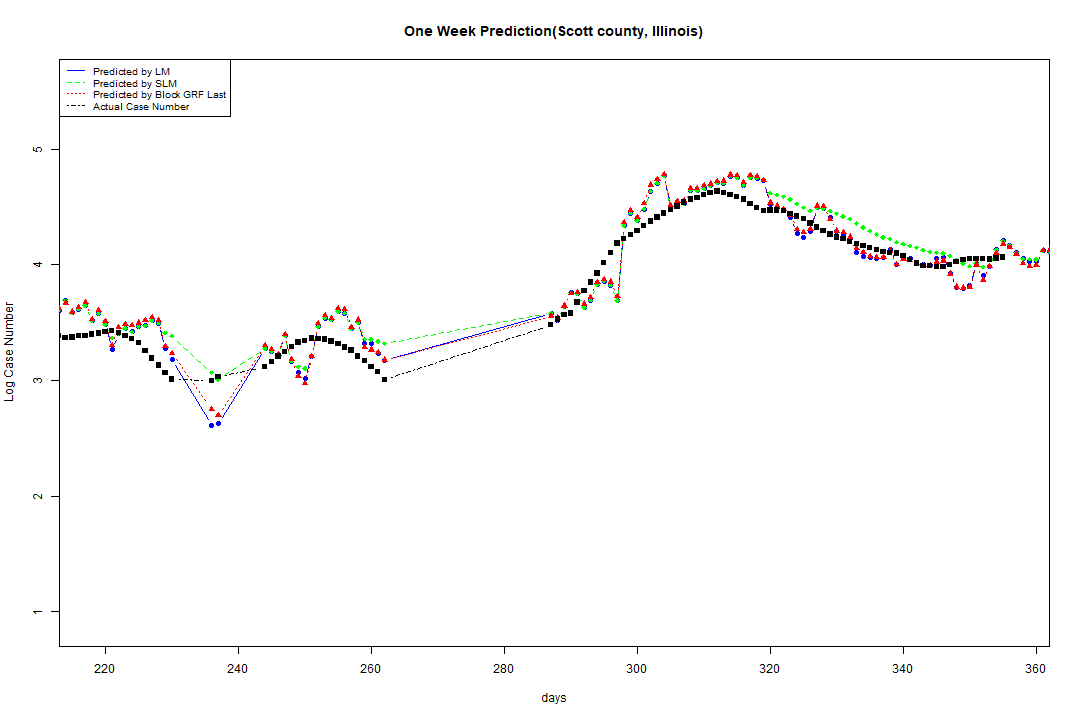 One Week Prediction(Scott county, Illinois)
Predicted by LM
Predicted by SLM
Predicted by Block GRF Last
Actual Case Number
5
4
3
2
1
Log Case Number
220 240 260 280 300 320 340 360
days